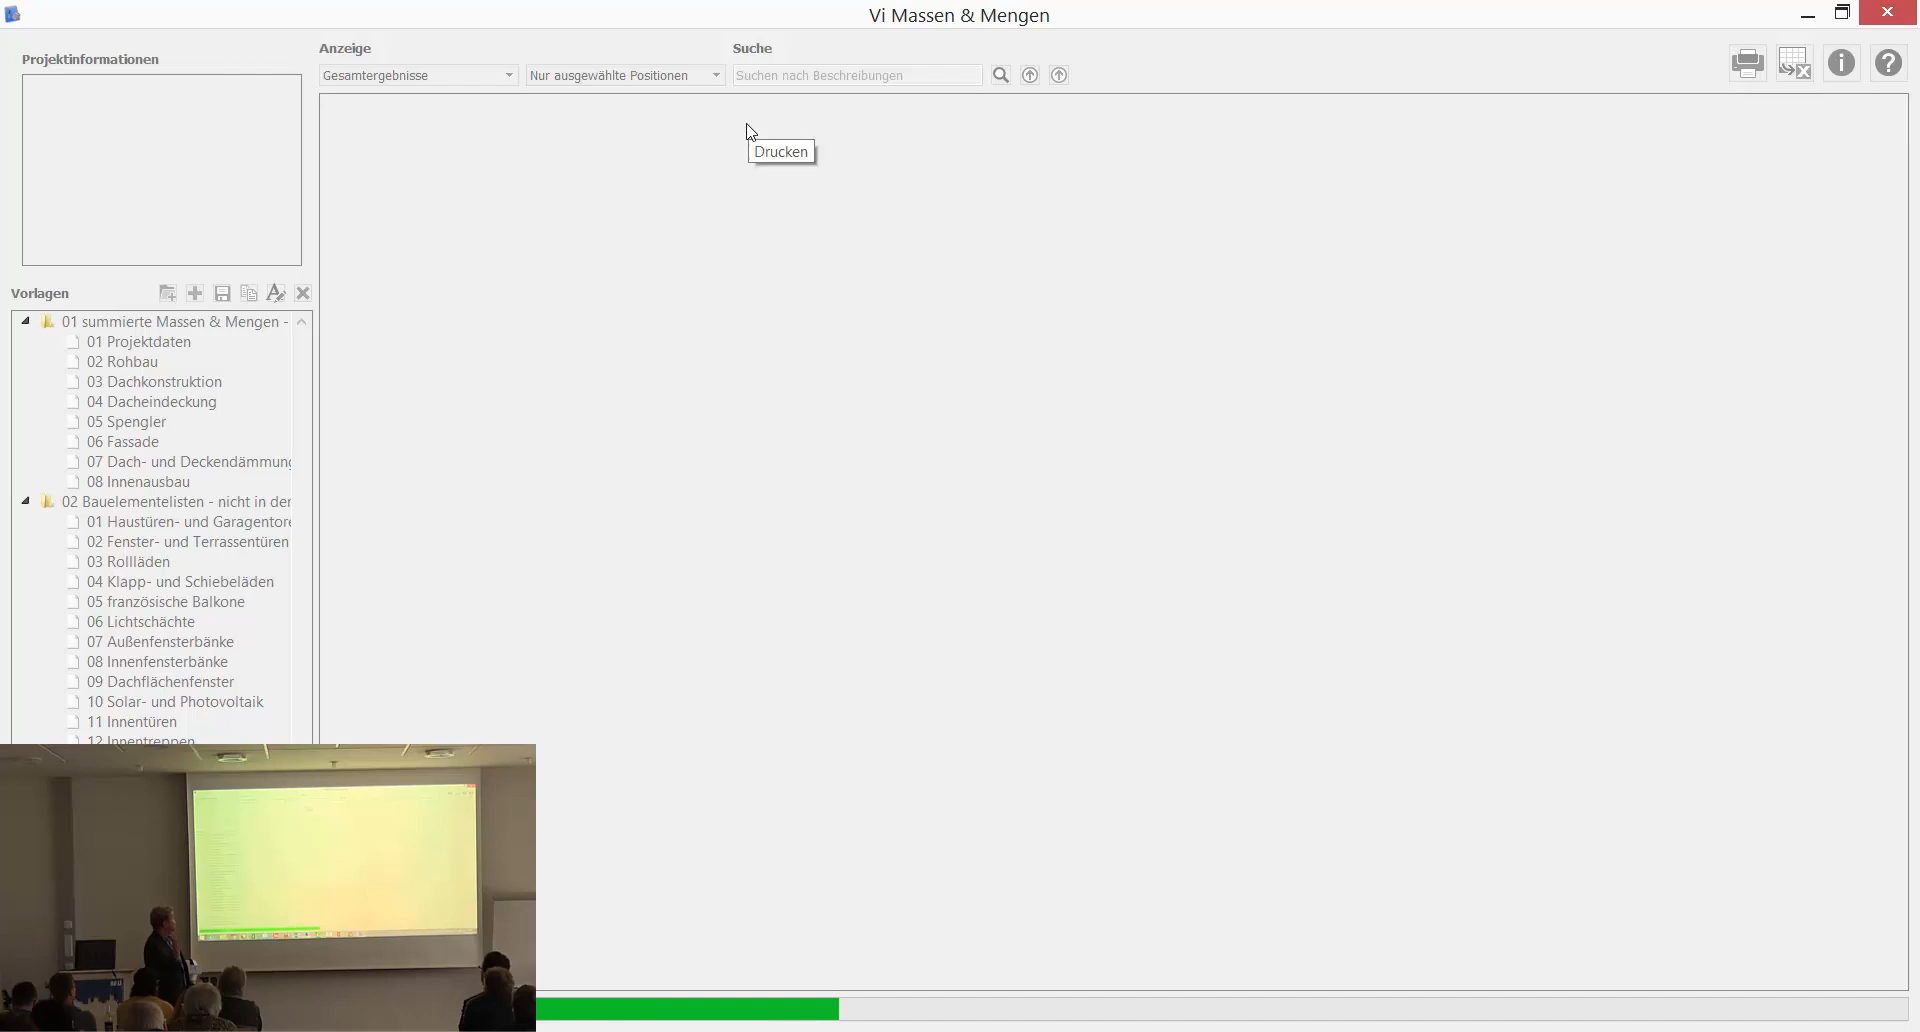 Vi Massen & Mengen
Projektinformationen
Anzeige
Suche
Gesamtergebnisse
Nur ausgewählte Positionen
Suchen nach Beschreibungen
Drucken
Vorlagen
01 summierte Massen & Mengen -
01 Projektdaten
02 Rohbau
03 Dachkonstruktion
04 Dacheindeckung
05 Spengler
06 Fassade
07 Dach- und Deckendämmung
08 Innenausbau
02 Bauelementelisten - nicht in der
01 Haustüren- und Garagentore
02 Fenster- und Terrassentüren
03 Rollläden
04 Klapp- und Schiebeläden
05 französische Balkone
06 Lichtschächte
07 Außenfensterbänke
08 Innenfensterbänke
09 Dachflächenfenster
10 Solar- und Photovoltaik
11 Innentüren
12 Innentreppen